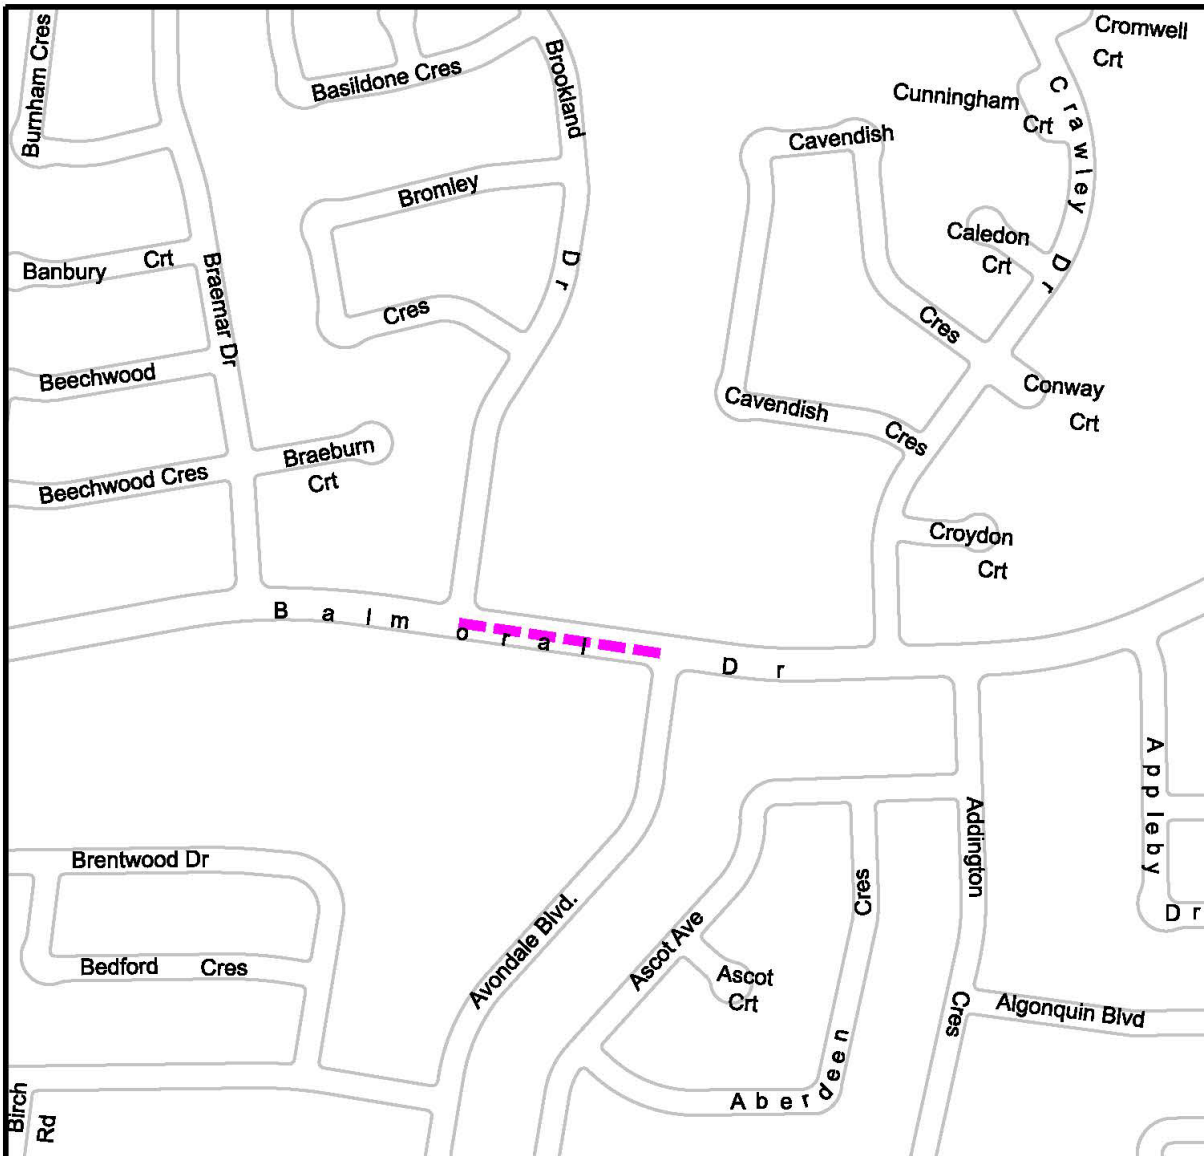 Burnham Cres
Basildone Cres
Brookland
Dr
Cromwell
Crt
Crawley
Dr
Cunningham
Crt
Cavendish
Cres
Bromley
Cres
Caledon
Crt
Banbury Crt
Braemar Dr
Beechwood
Conway
Crt
Cavendish
Cres
Braeburn
Crt
Beechwood Cres
Croydon
Crt
Balmoral Dr
Appleby
Dr
Addington
Cres
Brentwood Dr
Cres
Avondale Blvd.
Ascot Ave
Bedford Cres
Ascot
Crt
Algonquin Blvd
Aberdeen
Birch
Rd